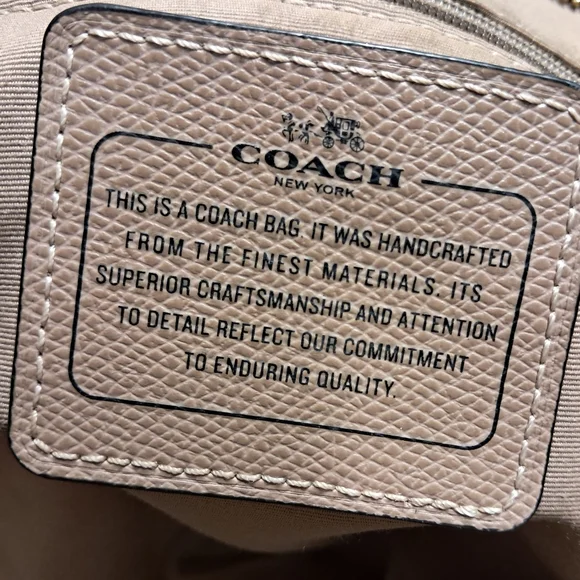 COACH
NEW YORK
THIS IS A COACH BAG. IT WAS HANDCRAFTED
FROM THE FINEST MATERIALS. ITS
SUPERIOR CRAFTSMANSHIP AND ATTENTION
TO DETAIL REFLECT OUR COMMITMENT
TO ENDURING QUALITY.